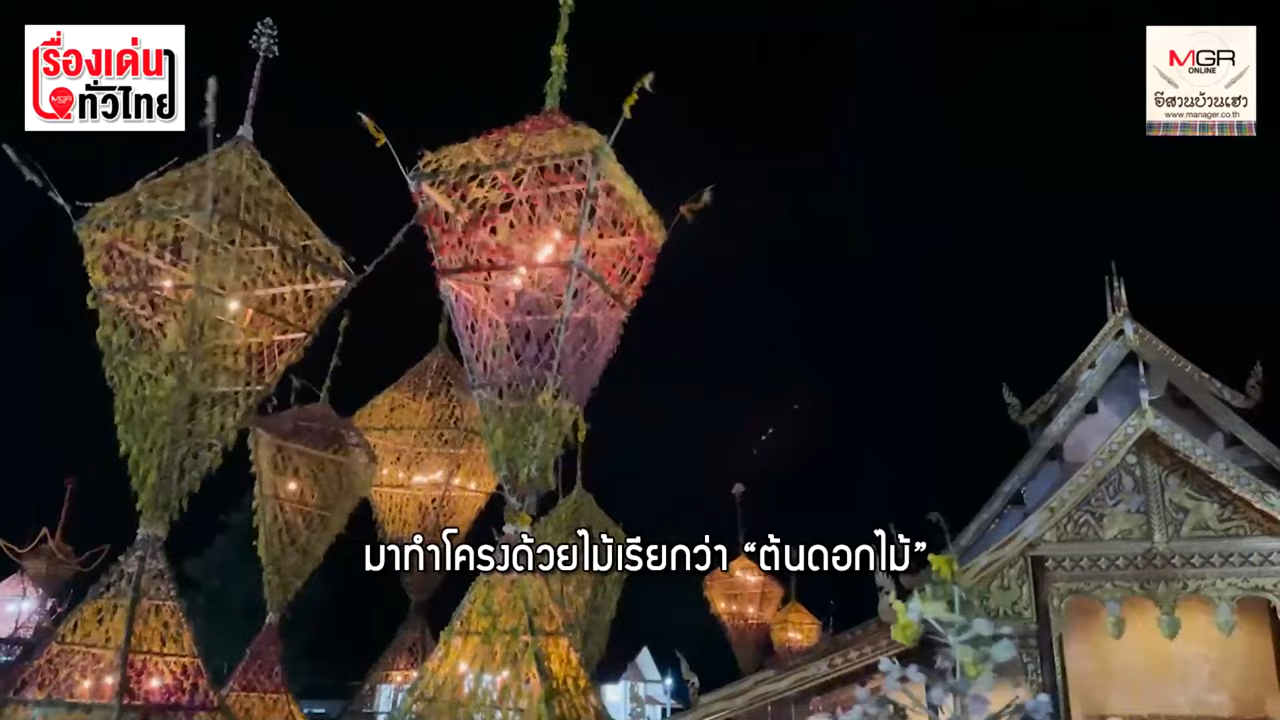 เรื่องเด่น
MGR
ทั่วไทย
MGR
ONLINE
อีสานบ้านเฮา
www.manager.co.th
มาทำโครงด้วยไม้เรียกว่า “ต้นดอกไม้”